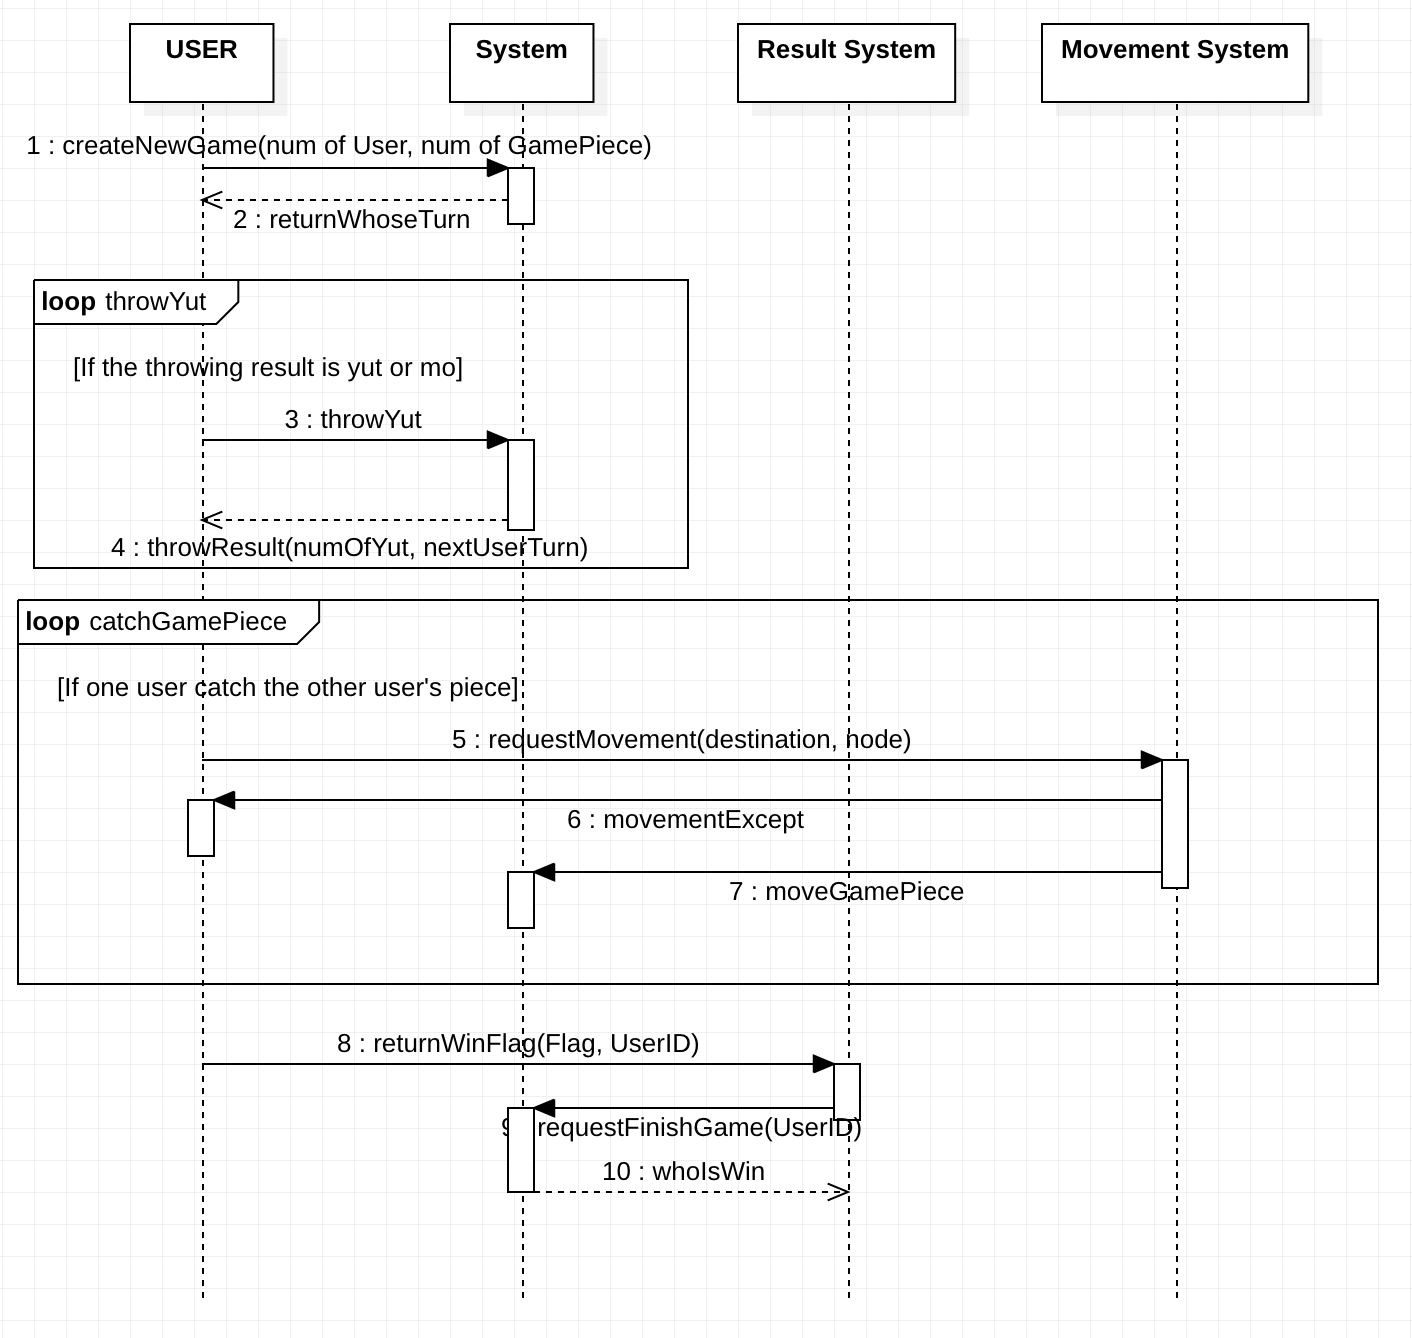 USER
System
Result System
Movement System
1 : createNewGame(num of User, num of GamePiece)
2 : returnWhoseTurn
loop throwYut
[If the throwing result is yut or mo]
3 : throwYut
4 : throwResult(numOfYut, nextUserTurn)
loop catchGamePiece
[If one user catch the other user's piece]
5 : requestMovement(destination, node)
6 : movementExcept
7 : moveGamePiece
8 : returnWinFlag(Flag, UserID)
9 requestFinishGame(UserID)
10 : whoIsWin